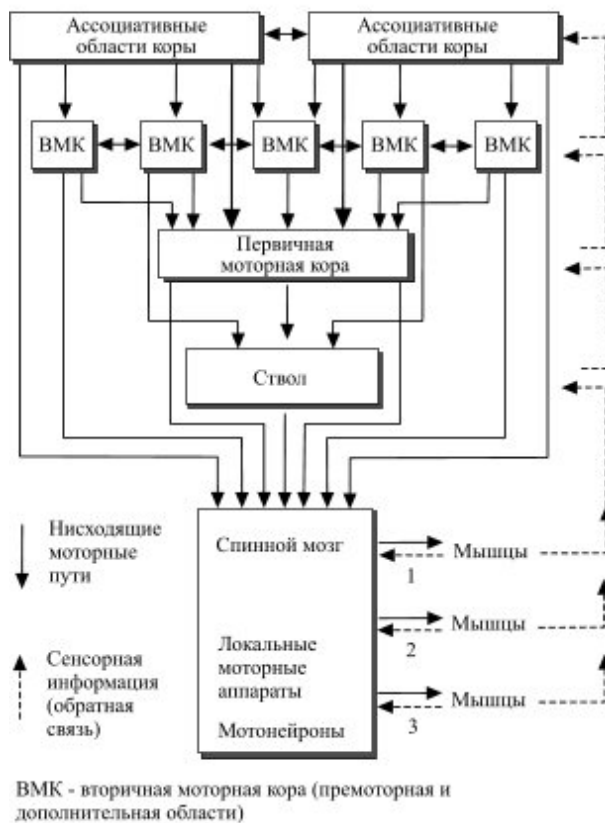 Ассоциативные
области коры
Ассоциативные
области коры
ВМК
ВМК
ВМК
ВМК
ВМК
Первичная
моторная кора
Ствол
Спинной мозг
Локальные
моторные
аппараты
Мотонейроны
Мышцы
1
Мышцы
2
Мышцы
3
Нисходящие
моторные
пути
Сенсорная
информация
(обратная
связь)
ВМК - вторичная моторная кора (премоторная и
дополнительная области)